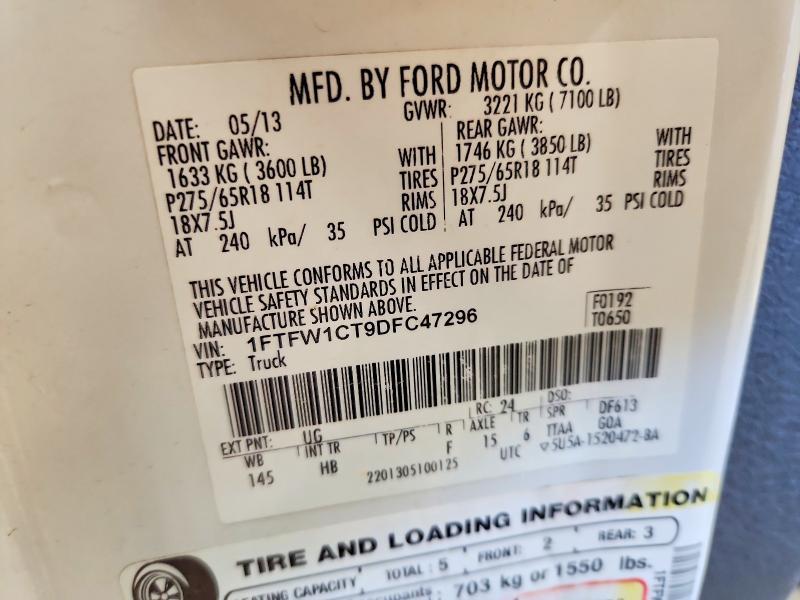 MFD. BY FORD MOTOR CO.
DATE: 05/13 GVWR: 3221 KG ( 7100 LB)
FRONT GAWR: REAR GAWR:
1633 KG ( 3600 LB) WITH 1746 KG ( 3850 LB) WITH
P275/65R18 114T TIRES P275/65R18 114T TIRES
18X7.5J RIMS 18X7.5J RIMS
AT 240 kPa/ 35 PSI COLD AT 240 kPa/ 35 PSI COLD
THIS VEHICLE CONFORMS TO ALL APPLICABLE FEDERAL MOTOR
VEHICLE SAFETY STANDARDS IN EFFECT ON THE DATE OF
MANUFACTURE SHOWN ABOVE.
F0192
T0650
VIN: 1FTFW1CT9DFC47296
TYPE: Truck
EXT PNT: UG RC: 24 DSO:
WB INT TR TP/PS R AXLE TR SPR DF613
145 HB F 15 6 TTAA GOA
2201305100125 UTC ▽5U5A-1520472-BA
TIRE AND LOADING INFORMATION
SEATING CAPACITY TOTAL : 5 FRONT: 2 REAR: 3
703 kg or 1550 lbs.